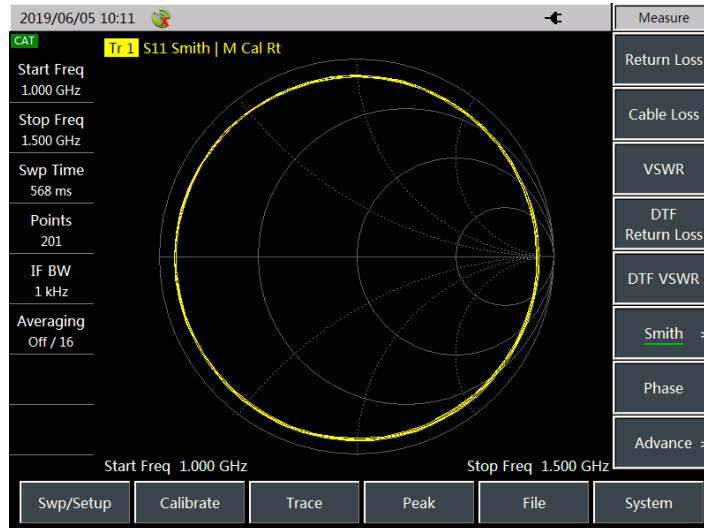 2019/06/05 10:11
Measure
CAT
Tr 1 S11 Smith | M Cal Rt
Start Freq
1.000 GHz
Stop Freq
1.500 GHz
Swp Time
568 ms
Points
201
IF BW
1 kHz
Averaging
Off / 16
Return Loss
Cable Loss
VSWR
DTF
Return Loss
DTF VSWR
Smith >
Phase
Advance >
Start Freq 1.000 GHz
Stop Freq 1.500 GHz
Swp/Setup
Calibrate
Trace
Peak
File
System